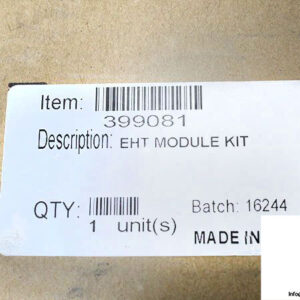 Item:
399081
Description: EHT MODULE KIT
QTY:
1 unit(s)
Batch: 16244
MADE IN